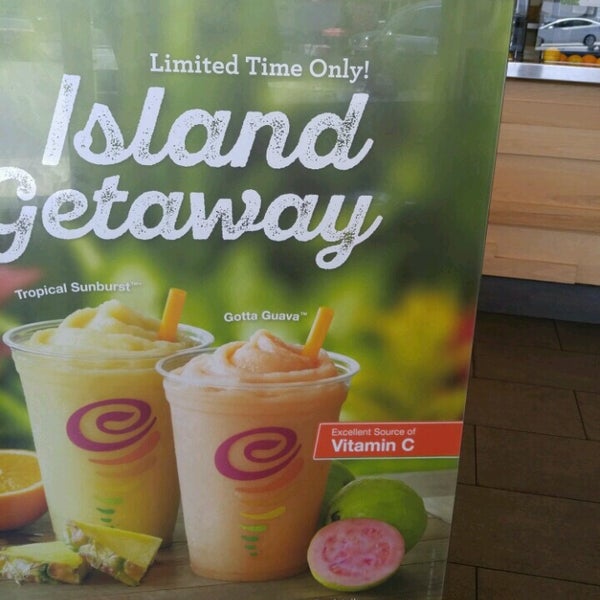 Limited Time Only!
Island
Getaway
Tropical Sunburst™
Gotta Guava™
Excellent Source of
Vitamin C